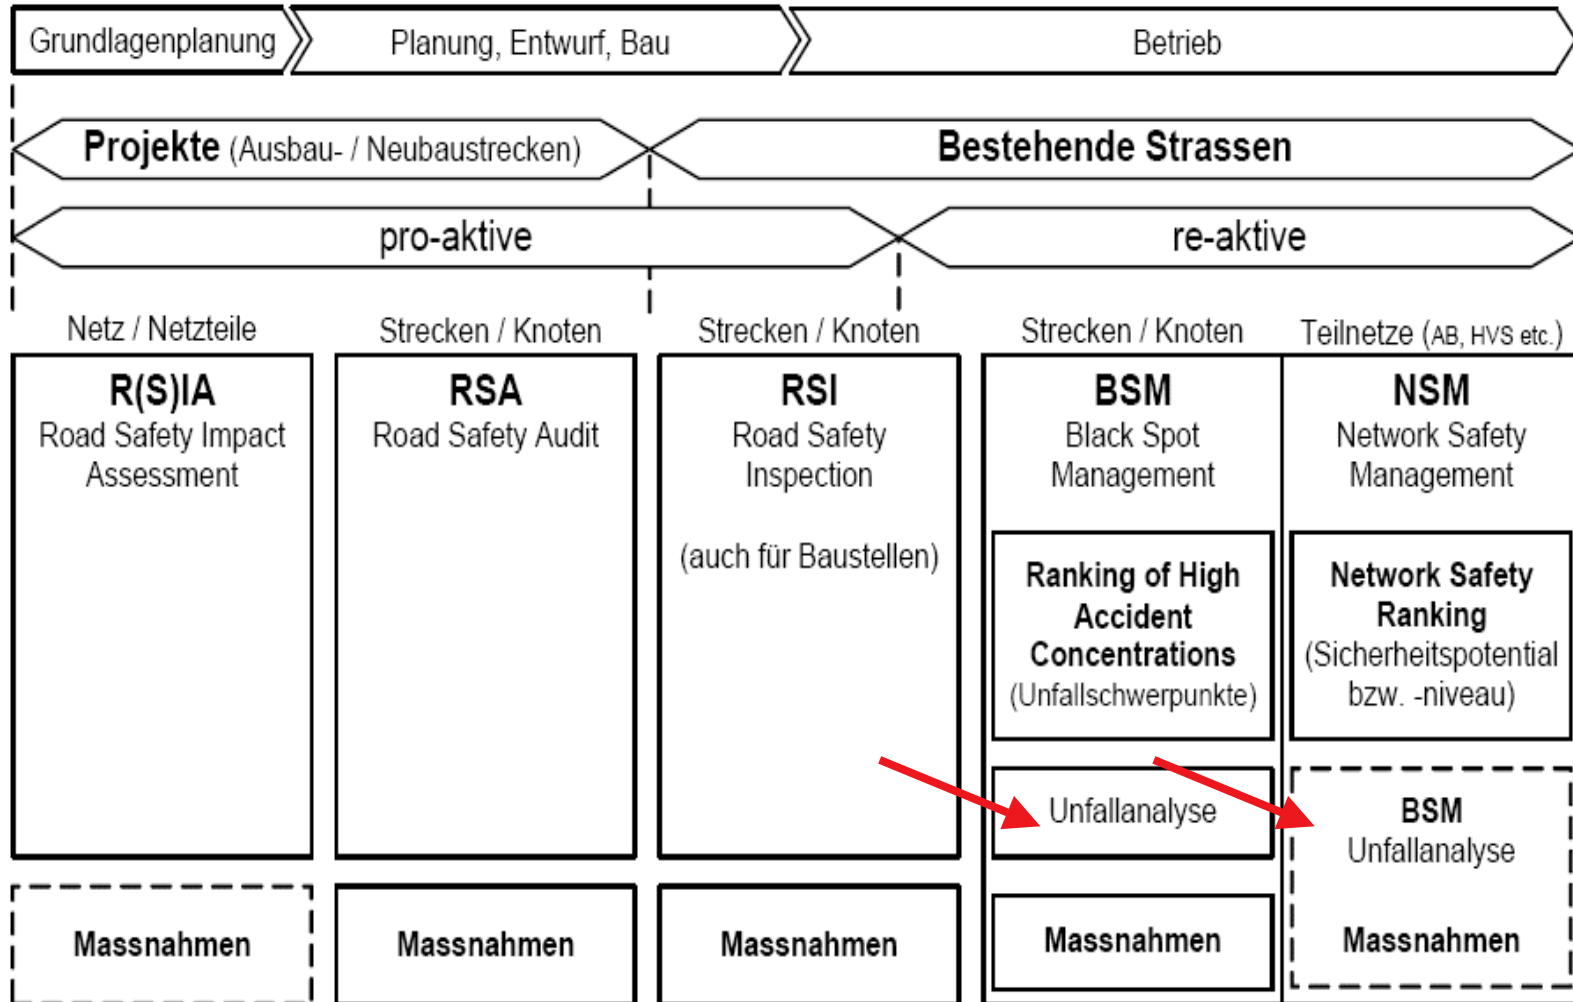 Grundlagenplanung
Planung, Entwurf, Bau
Betrieb
Projekte (Ausbau- / Neubaustrecken)
Bestehende Strassen
pro-aktive
re-aktive
Netz / Netzteile
Strecken / Knoten
Strecken / Knoten
Strecken / Knoten
Teilnetze (AB, HVS etc.)
R(S)IA
Road Safety Impact
Assessment
RSA
Road Safety Audit
RSI
Road Safety
Inspection
(auch für Baustellen)
BSM
Black Spot
Management
NSM
Network Safety
Management
Ranking of High
Accident
Concentrations
(Unfallschwerpunkte)
Network Safety
Ranking
(Sicherheitspotential
bzw. -niveau)
Unfallanalyse
BSM
Unfallanalyse
Massnahmen
Massnahmen
Massnahmen
Massnahmen
Massnahmen